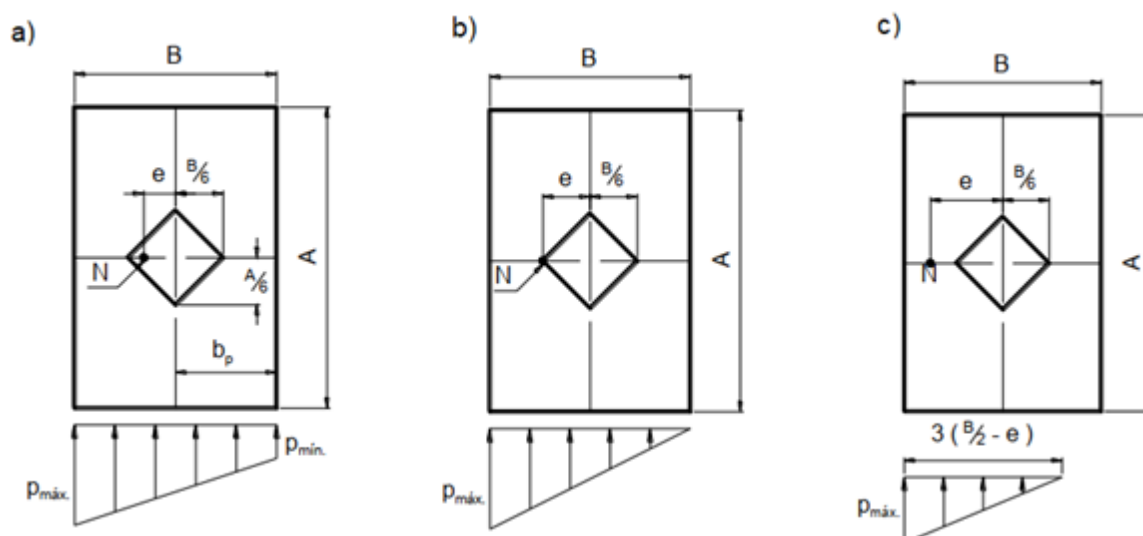 a)
B
e
B/6
N
A/6
A
bₚ
pmáx.
pmín.
b)
B
e
B/6
N
A
pmáx.
c)
B
e
B/6
N
A
3 ( B/2 - e )
pmáx.